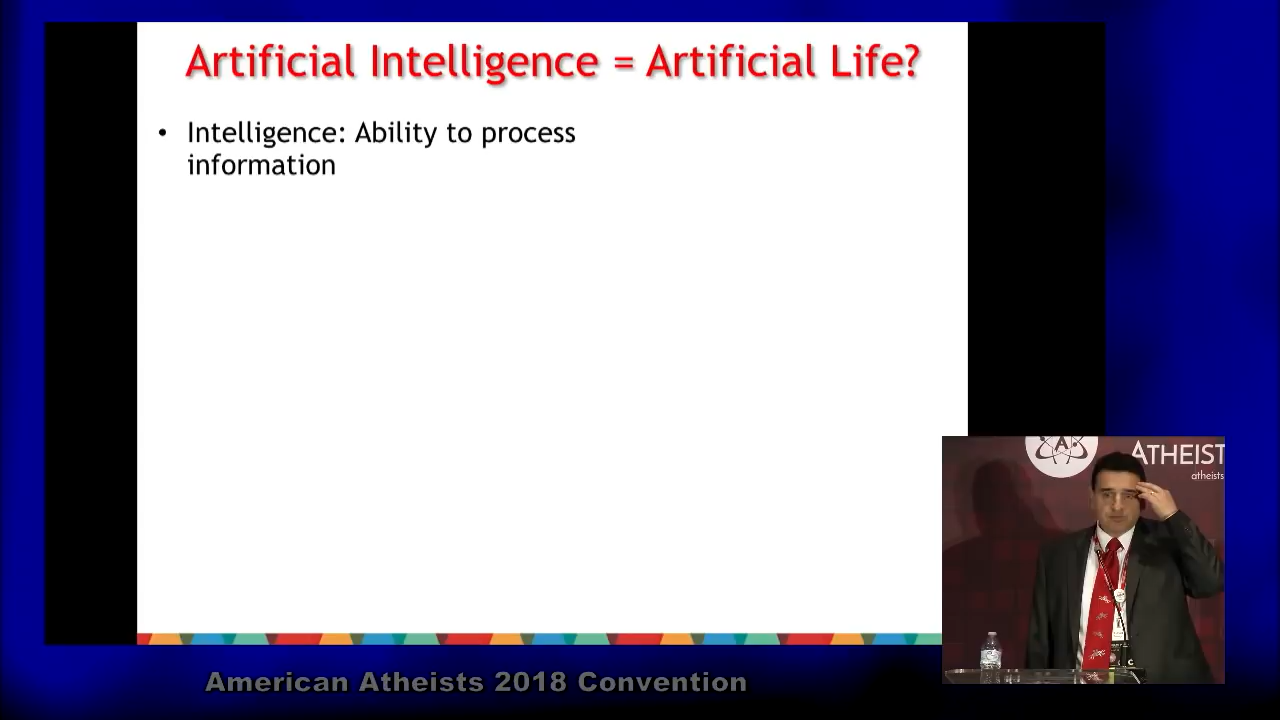 Artificial Intelligence = Artificial Life?
• Intelligence: Ability to process
information
A
ATHEIST
atheists
American Atheists 2018 Convention